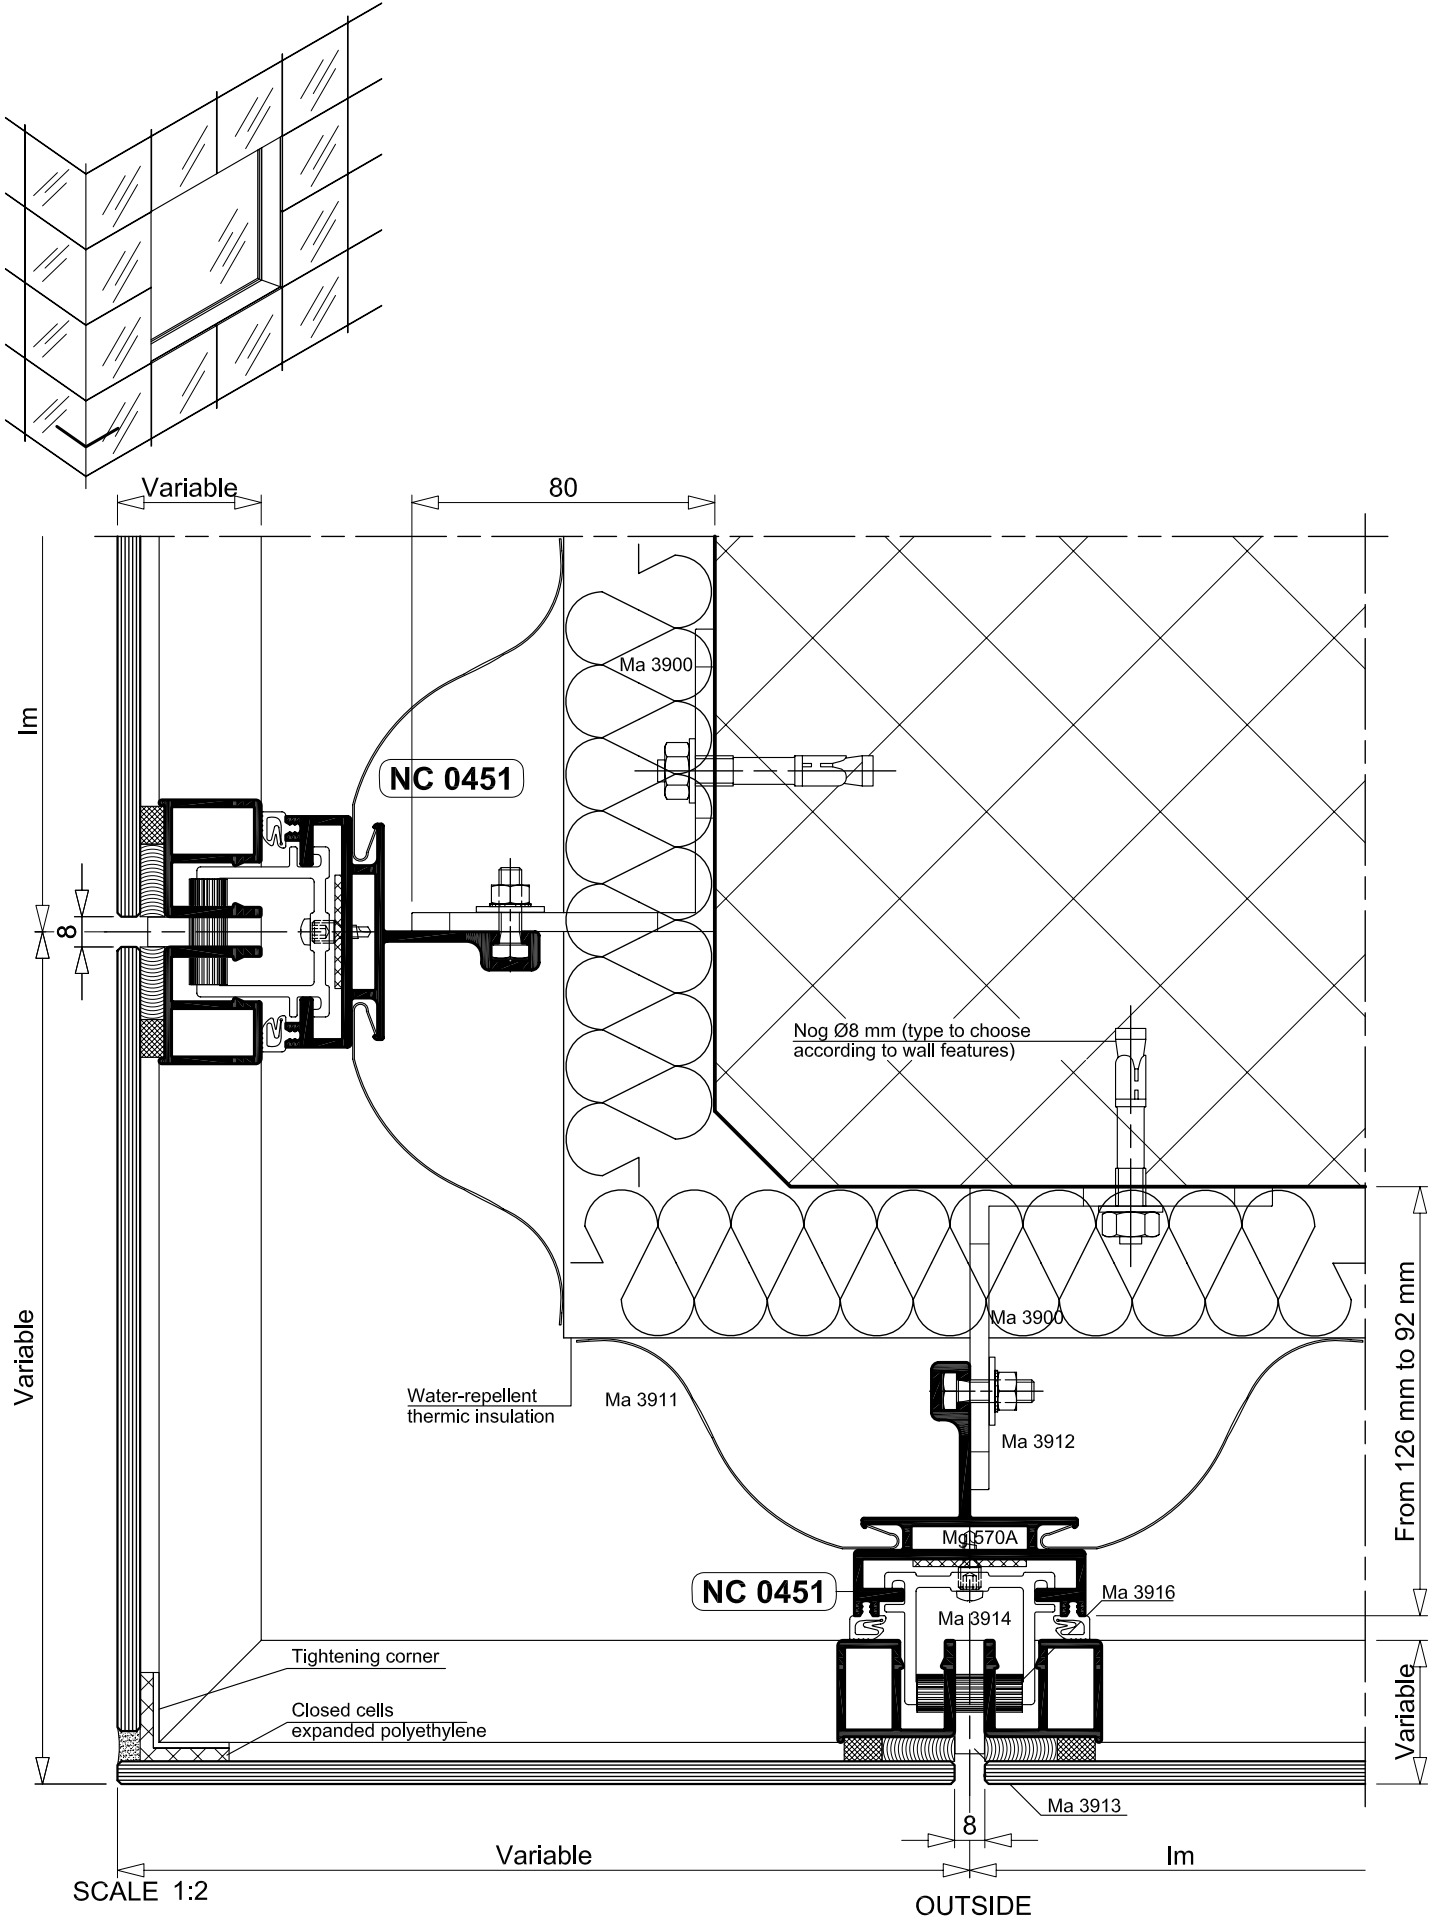 Variable
80
Im
Ma 3900
NC 0451
8
Nog Ø8 mm (type to choose
according to wall features)
Variable
From 126 mm to 92 mm
Ma 3900
Water-repellent
thermic insulation
Ma 3911
Ma 3912
Mg 570A
NC 0451
Ma 3916
Ma 3914
Tightening corner
Closed cells
expanded polyethylene
Variable
Ma 3913
8
Variable
Im
SCALE 1:2
OUTSIDE